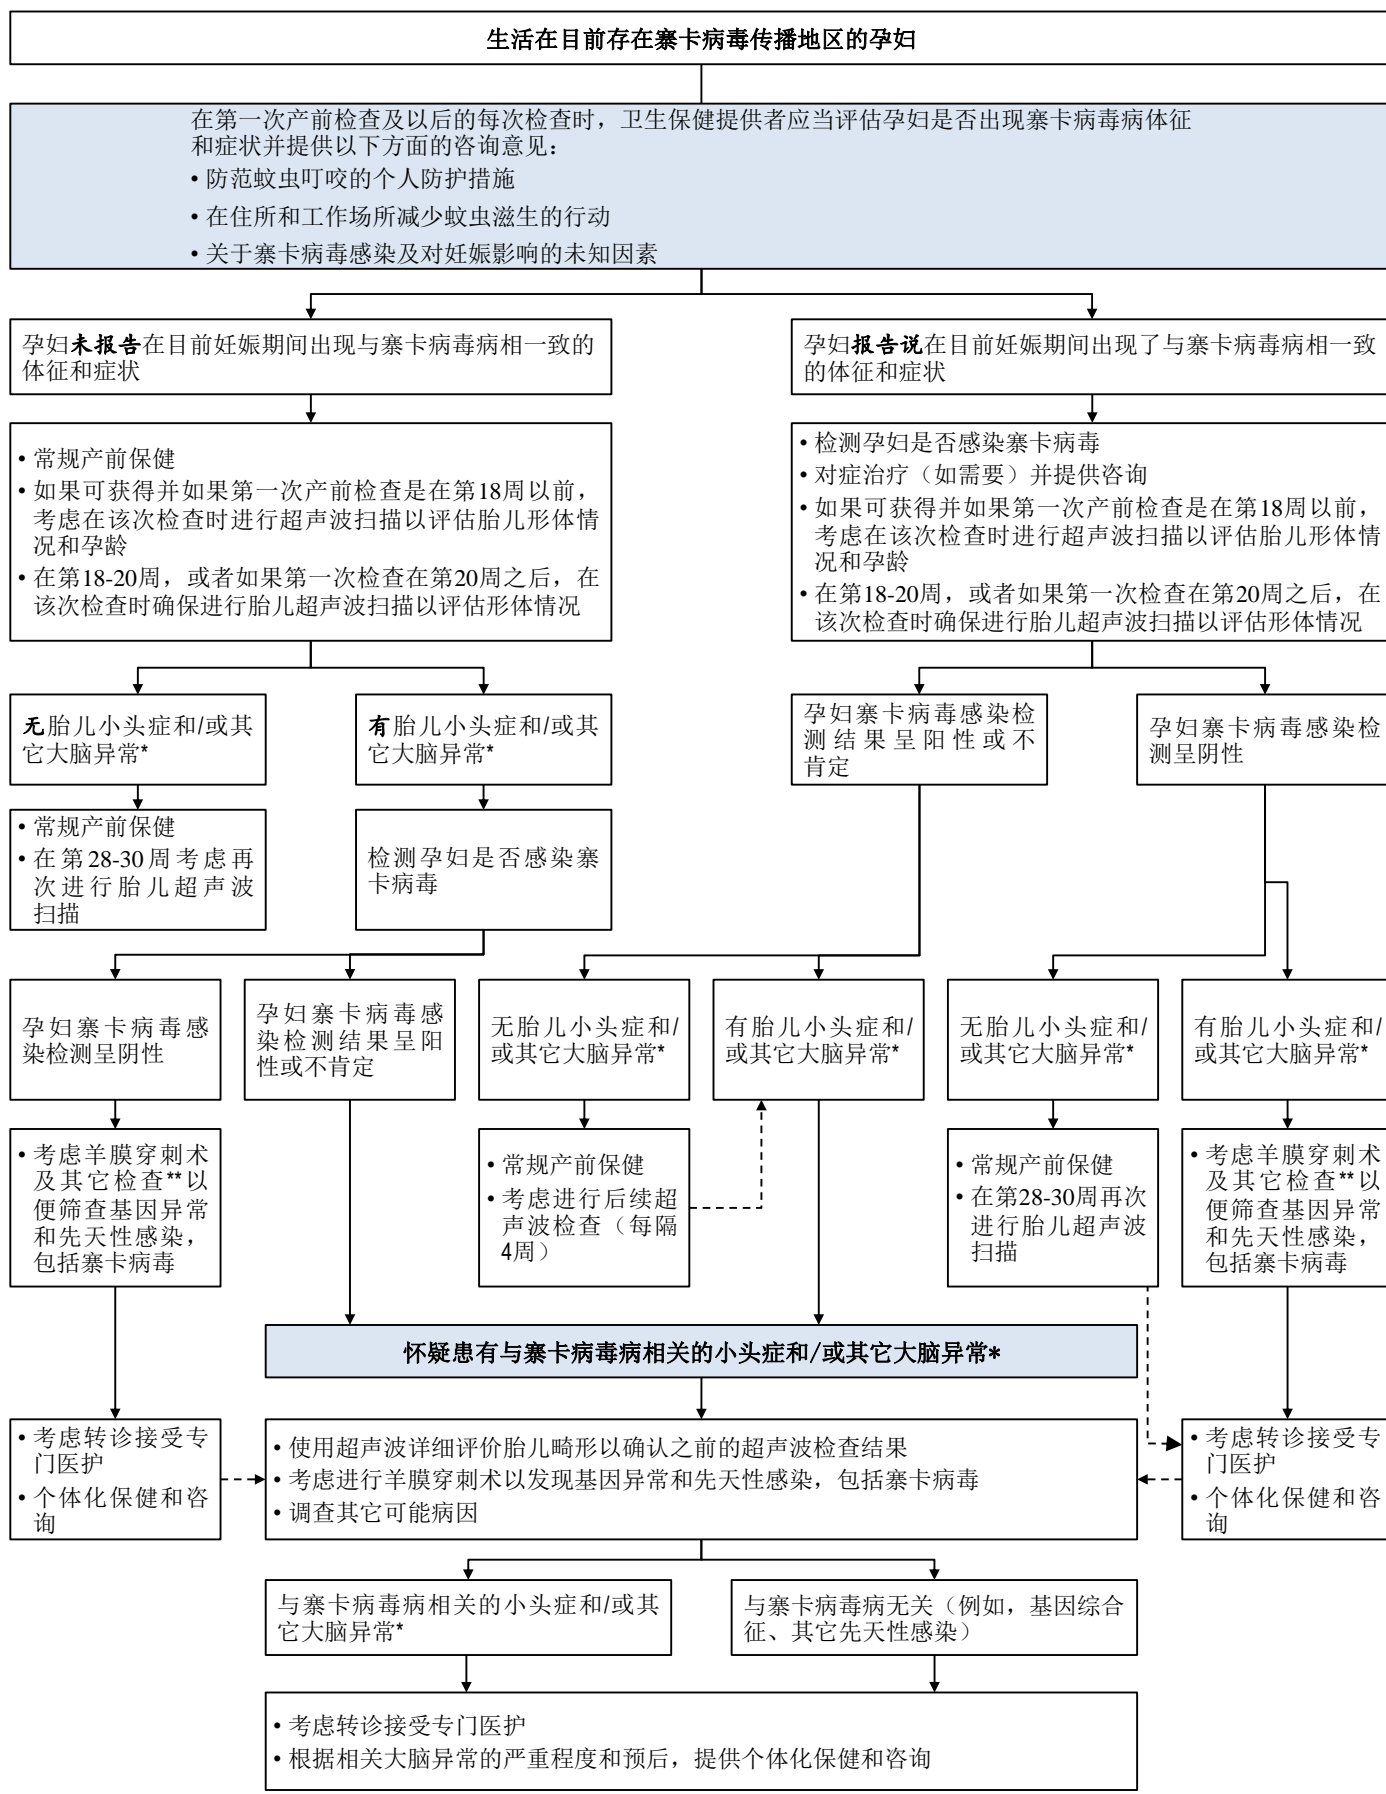 生活在目前存在寨卡病毒传播地区的孕妇
在第一次产前检查及以后的每次检查时，卫生保健提供者应当评估孕妇是否出现寨卡病毒病体征
和症状并提供以下方面的咨询意见：
• 防范蚊虫叮咬的个人防护措施
• 在住所和工作场所减少蚊虫滋生的行动
• 关于寨卡病毒感染及对妊娠影响的未知因素
孕妇未报告在目前妊娠期间出现与寨卡病毒病相一致的
体征和症状
孕妇报告说在目前妊娠期间出现了与寨卡病毒病相一致
的体征和症状
• 常规产前保健
• 如果可获得并如果第一次产前检查是在第18周以前，
考虑在该次检查时进行超声波扫描以评估胎儿形体情
况和孕龄
• 在第18-20周，或者如果第一次检查在第20周之后，在
该次检查时确保进行胎儿超声波扫描以评估形体情况
• 检测孕妇是否感染寨卡病毒
• 对症治疗（如需要）并提供咨询
• 如果可获得并如果第一次产前检查是在第18周以前，
考虑在该次检查时进行超声波扫描以评估胎儿形体情
况和孕龄
• 在第18-20周，或者如果第一次检查在第20周之后，在
该次检查时确保进行胎儿超声波扫描以评估形体情况
无胎儿小头症和/或其
它大脑异常*
有胎儿小头症和/或其
它大脑异常*
孕妇寨卡病毒感染检
测结果呈阳性或不
肯定
孕妇寨卡病毒感染检
测呈阴性
• 常规产前保健
• 在第28-30周考虑再
次进行胎儿超声波
扫描
检测孕妇是否感染寨
卡病毒
孕妇寨卡病毒感
染检测呈阴性
孕妇寨卡病毒感
染检测结果呈阳
性或不肯定
无胎儿小头症和/
或其它大脑异常*
有胎儿小头症和/
或其它大脑异常*
无胎儿小头症和/
或其它大脑异常*
有胎儿小头症和/
或其它大脑异常*
• 考虑羊膜穿刺术
及其它检查**以
便筛查基因异常
和先天性感染，
包括寨卡病毒
• 常规产前保健
• 考虑进行后续超
声波检查（每隔
4周）
• 常规产前保健
• 在第28-30周再次
进行胎儿超声波
扫描
• 考虑羊膜穿刺术
及其它检查**以
便筛查基因异常
和先天性感染，
包括寨卡病毒
怀疑患有与寨卡病毒病相关的小头症和/或其它大脑异常*
• 考虑转诊接受专
门医护
• 个体化保健和咨
询
• 使用超声波详细评价胎儿畸形以确认之前的超声波检查结果
• 考虑进行羊膜穿刺术以发现基因异常和先天性感染，包括寨卡病毒
• 调查其它可能病因
• 考虑转诊接受专
门医护
• 个体化保健和咨
询
与寨卡病毒病相关的小头症和/或其
它大脑异常*
与寨卡病毒病无关（例如，基因综合
征、其它先天性感染）
• 考虑转诊接受专门医护
• 根据相关大脑异常的严重程度和预后，提供个体化保健和咨询